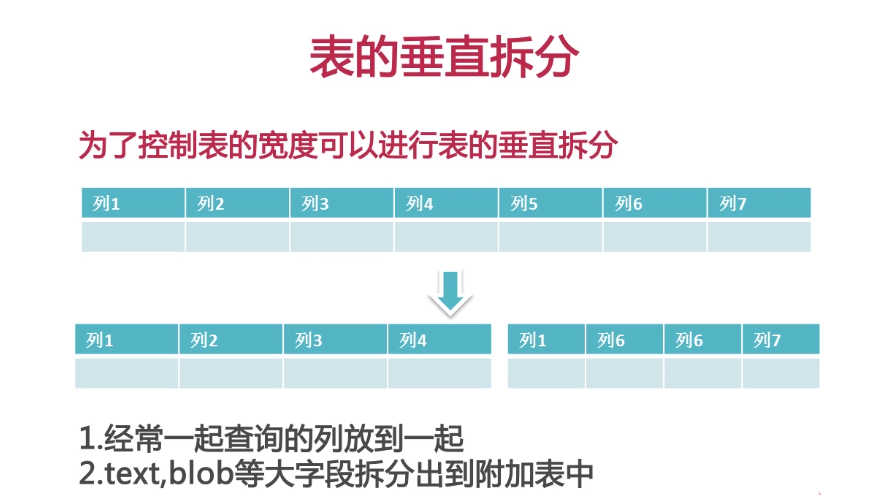 表的垂直拆分
为了控制表的宽度可以进行表的垂直拆分
列1 列2 列3 列4 列5 列6 列7
列1 列2 列3 列4 列1 列6 列6 列7
1.经常一起查询的列放到一起
2.text,blob等大字段拆分出到附加表中